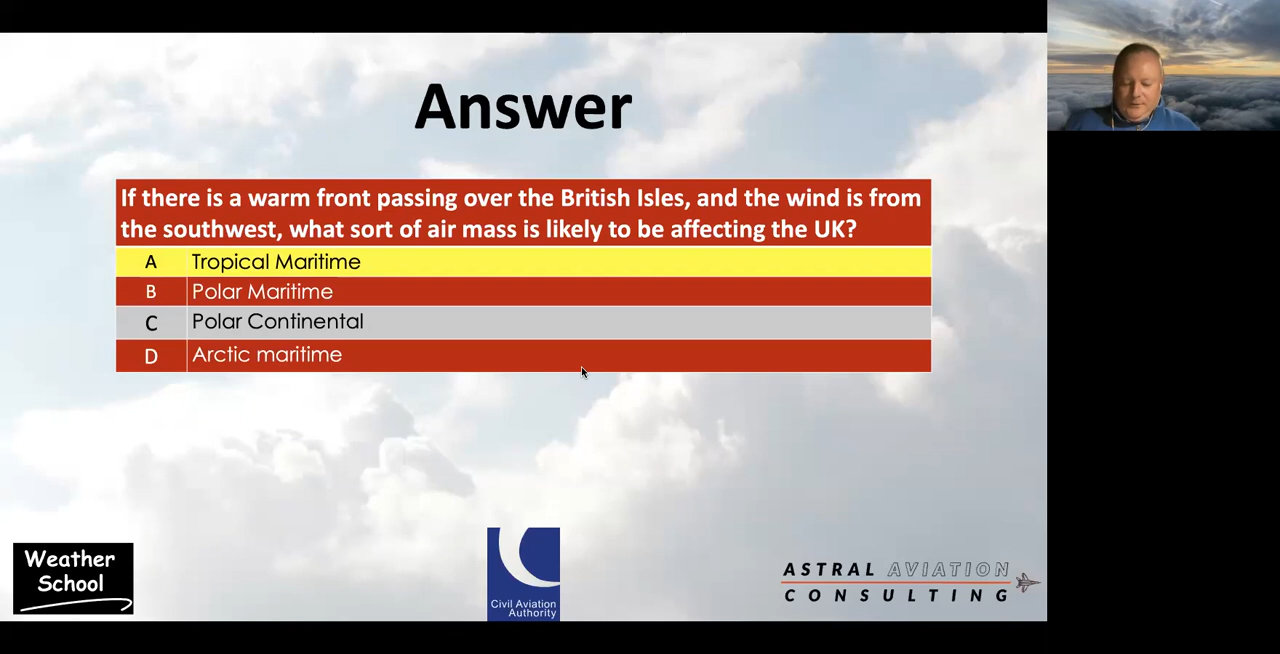 Answer
If there is a warm front passing over the British Isles, and the wind is from
the southwest, what sort of air mass is likely to be affecting the UK?
A Tropical Maritime
B Polar Maritime
C Polar Continental
D Arctic maritime
Weather
School
Civil Aviation
Authority
ASTRAL AVIATION
CONSULTING